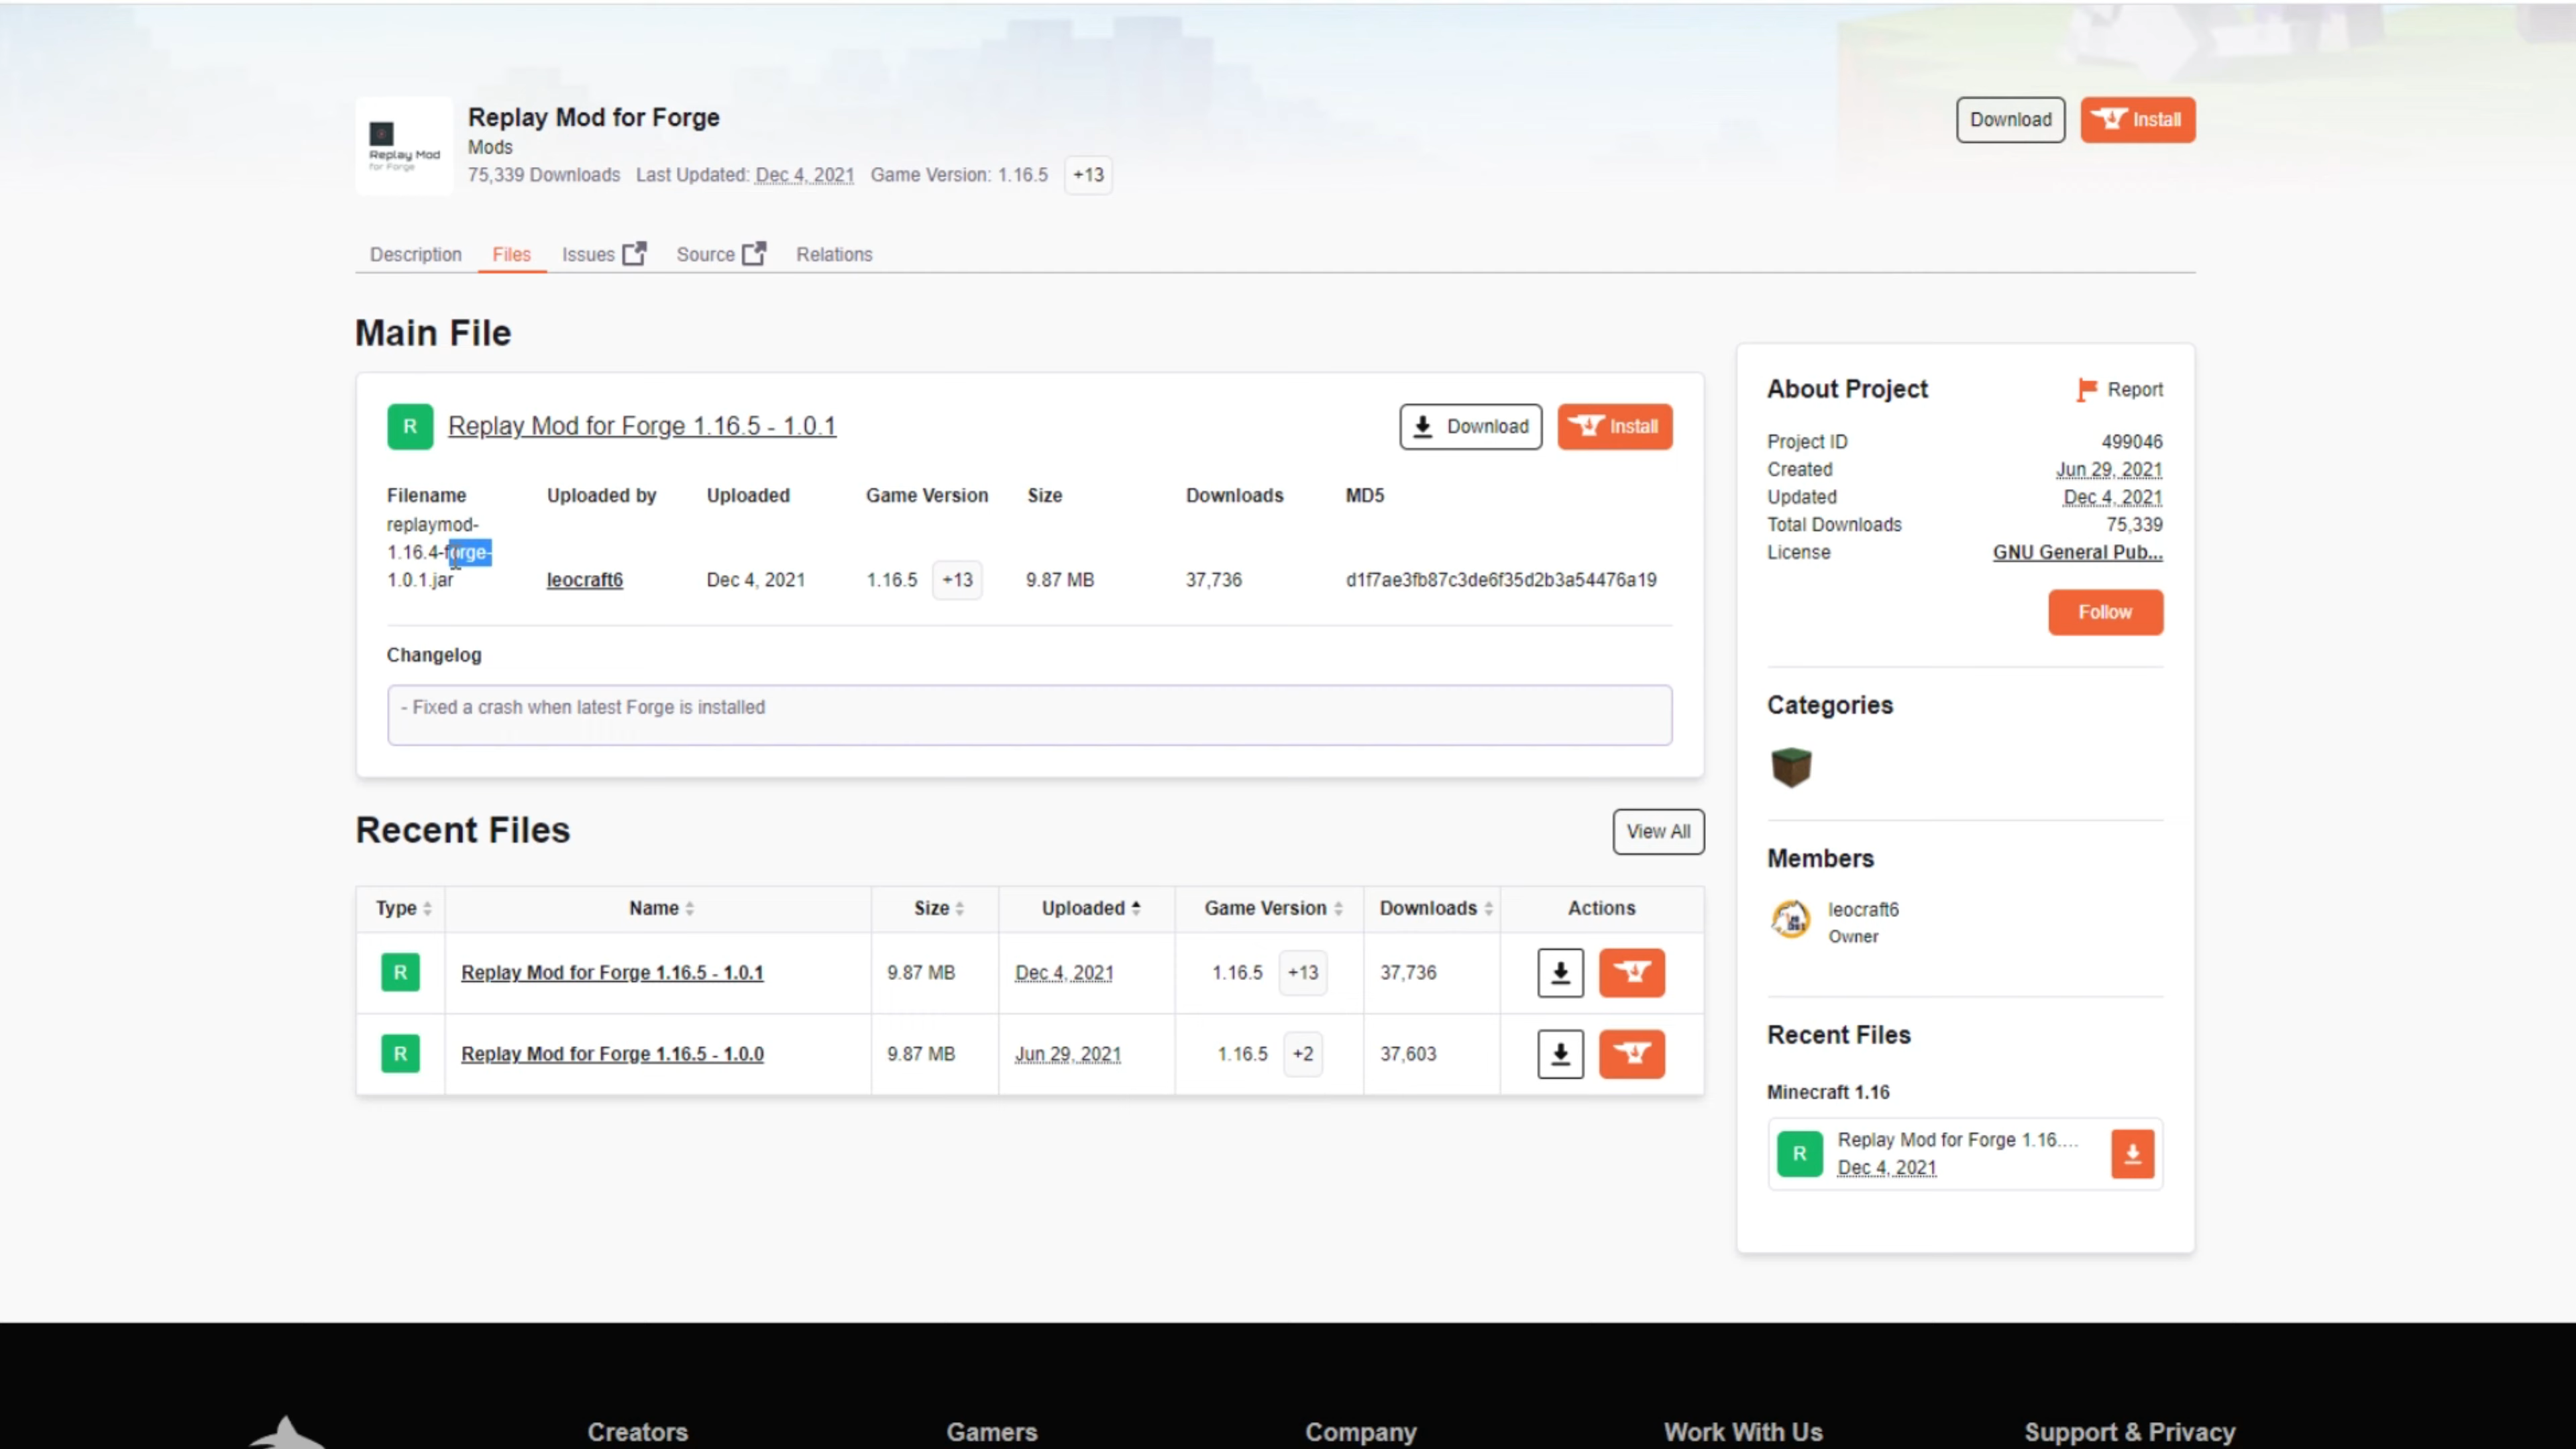 Replay Mod for Forge
Mods
75,339 Downloads Last Updated: Dec 4, 2021 Game Version: 1.16.5 +13
Replay Mod
for Forge
Download
Install
Description Files Issues Source Relations
Main File
R Replay Mod for Forge 1.16.5 - 1.0.1 Download Install
Filename Uploaded by Uploaded Game Version Size Downloads MD5
replaymod-
1.16.4-forge-
1.0.1.jar leocraft6 Dec 4, 2021 1.16.5 +13 9.87 MB 37,736 d1f7ae3fb87c3de6f35d2b3a54476a19
Changelog
- Fixed a crash when latest Forge is installed
Recent Files View All
Type Name Size Uploaded Game Version Downloads Actions
R Replay Mod for Forge 1.16.5 - 1.0.1 9.87 MB Dec 4, 2021 1.16.5 +13 37,736
R Replay Mod for Forge 1.16.5 - 1.0.0 9.87 MB Jun 29, 2021 1.16.5 +2 37,603
About Project Report
Project ID 499046
Created Jun 29, 2021
Updated Dec 4, 2021
Total Downloads 75,339
License GNU General Pub...
Follow
Categories
Members
leocraft6
Owner
Recent Files
Minecraft 1.16
R Replay Mod for Forge 1.16....
Dec 4, 2021
Creators Gamers Company Work With Us Support & Privacy